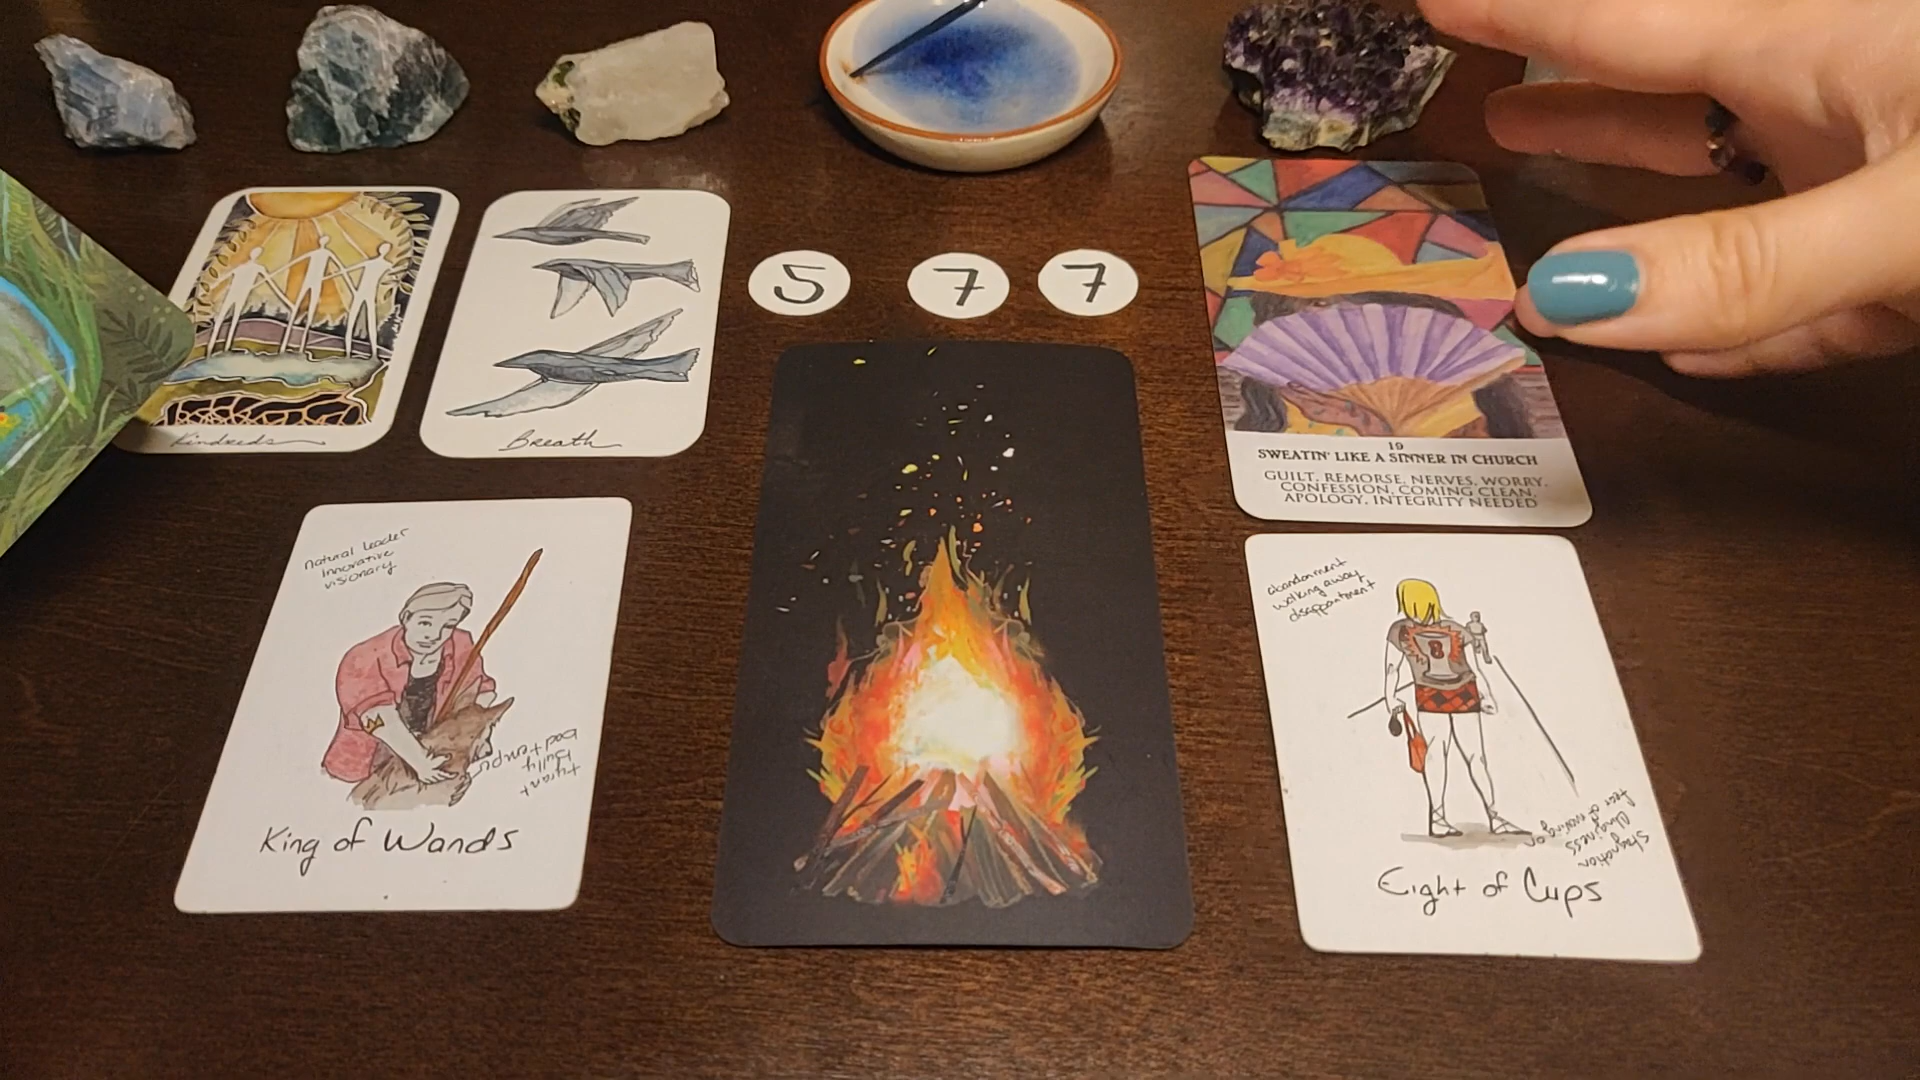 Kindreds
Breath
5
7
7
19
SWEATIN' LIKE A SINNER IN CHURCH
GUILT, REMORSE, NERVES, WORRY,
CONFESSION, COMING CLEAN,
APOLOGY, INTEGRITY NEEDED
natural leader
innovative
visionary
bad temper
bully
tyrant
King of Wands
abandonment
walking away
disappointment
8
fear of moving on
clinginess
stagnation
Eight of Cups